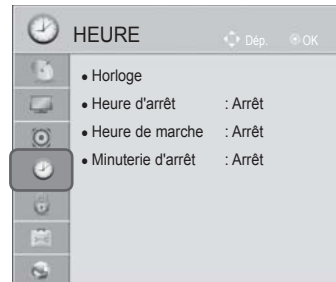 HEURE
Dép. OK
• Horloge
• Heure d'arrêt : Arrêt
• Heure de marche : Arrêt
• Minuterie d'arrêt : Arrêt